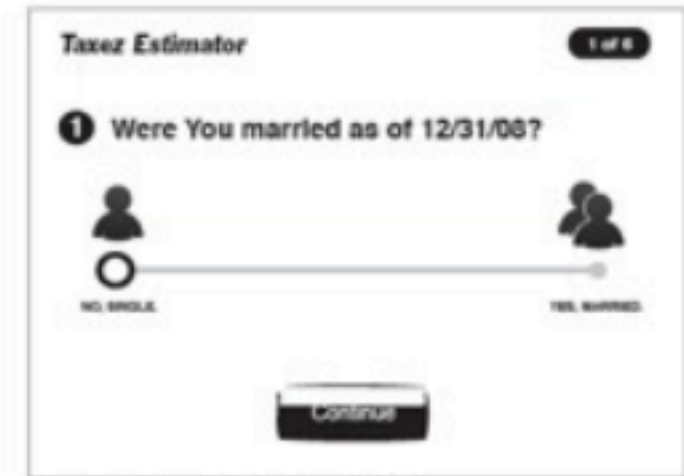 Taxez Estimator
1 of 6
1 Were You married as of 12/31/08?
NO, SINGLE.
YES, MARRIED.
Continue